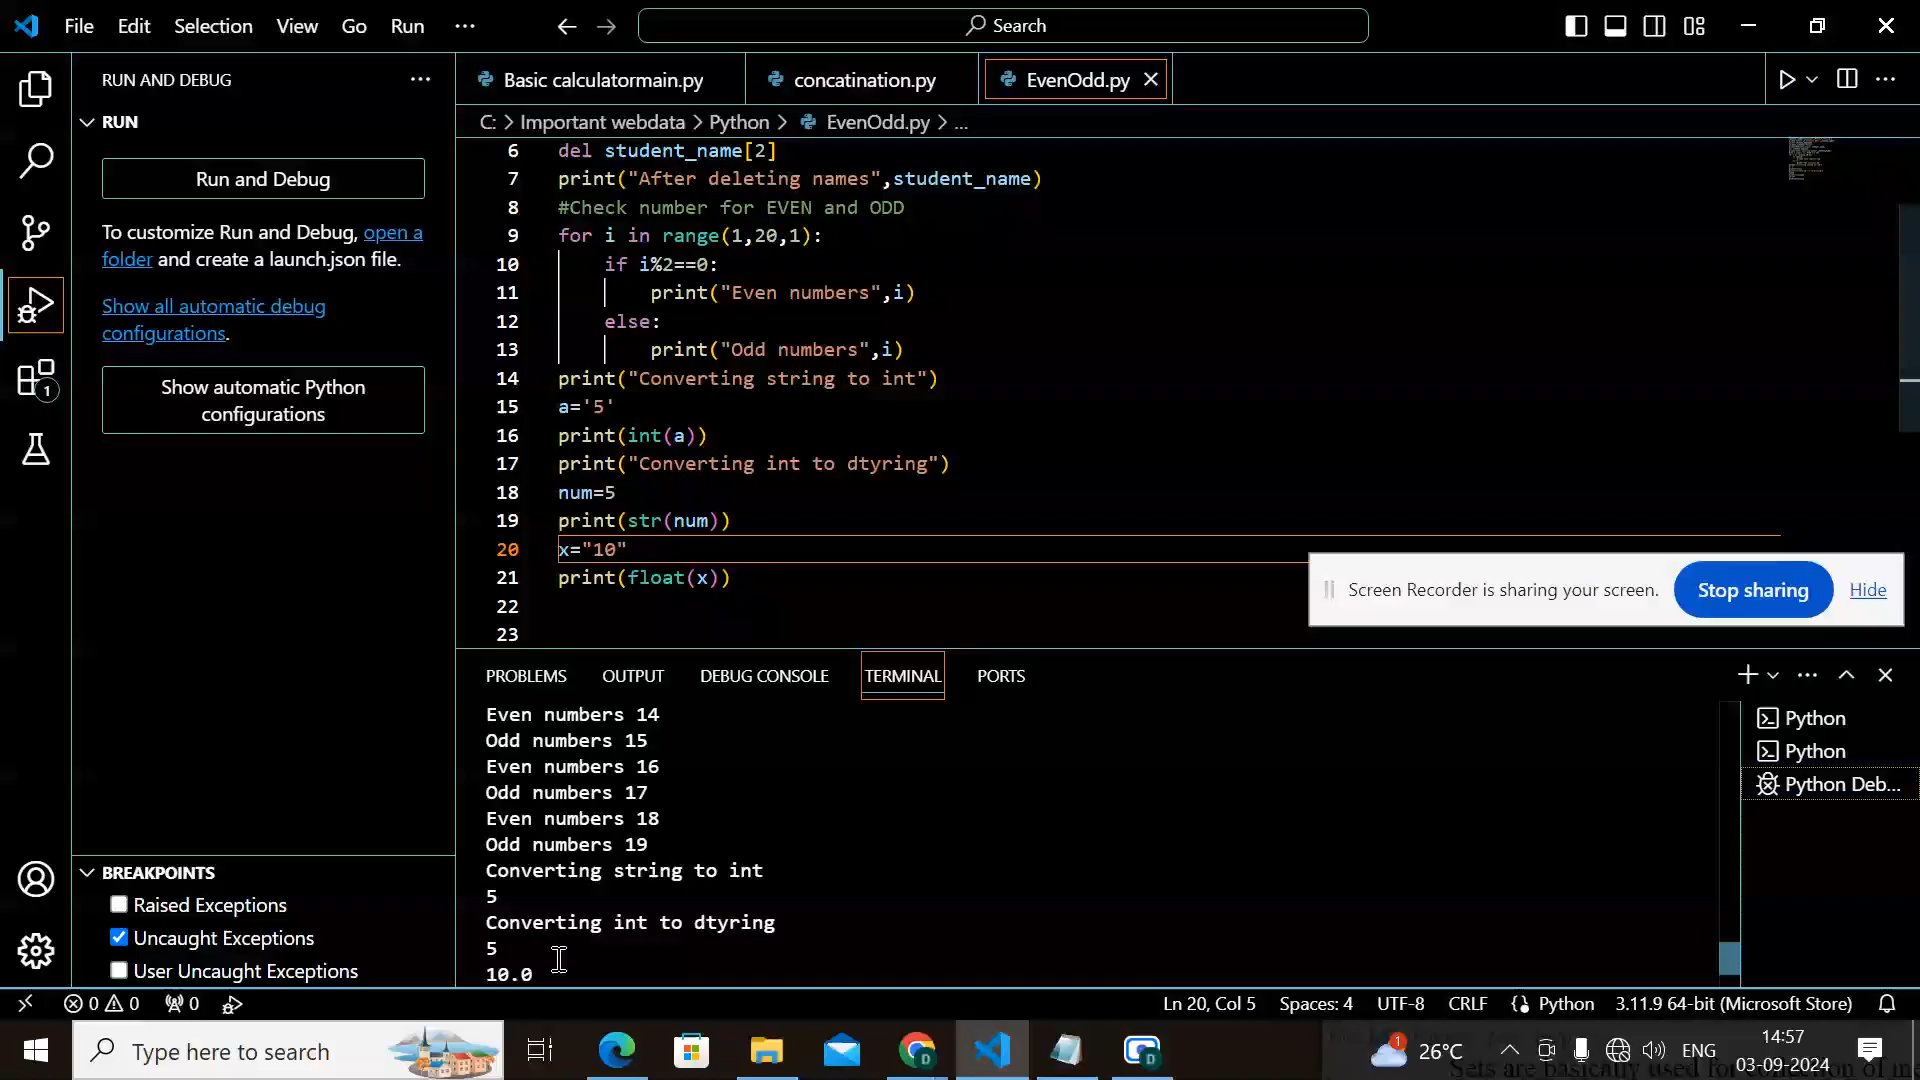 File Edit Selection View Go Run ··· Search
RUN AND DEBUG ···
Basic calculatormain.py concatination.py EvenOdd.py
RUN
C: > Important webdata > Python > EvenOdd.py > ...
Run and Debug
To customize Run and Debug, open a
folder and create a launch.json file.
Show all automatic debug
configurations.
Show automatic Python
configurations
6 del student_name[2]
7 print("After deleting names",student_name)
8 #Check number for EVEN and ODD
9 for i in range(1,20,1):
10 if i%2==0:
11 print("Even numbers",i)
12 else:
13 print("Odd numbers",i)
14 print("Converting string to int")
15 a='5'
16 print(int(a))
17 print("Converting int to dtyring")
18 num=5
19 print(str(num))
20 x="10"
21 print(float(x))
22
23
Screen Recorder is sharing your screen. Stop sharing Hide
PROBLEMS OUTPUT DEBUG CONSOLE TERMINAL PORTS
Even numbers 14
Odd numbers 15
Even numbers 16
Odd numbers 17
Even numbers 18
Odd numbers 19
Converting string to int
5
Converting int to dtyring
5
10.0
Python
Python
Python Deb...
1
BREAKPOINTS
Raised Exceptions
Uncaught Exceptions
User Uncaught Exceptions
0 0 0 Ln 20, Col 5 Spaces: 4 UTF-8 CRLF Python 3.11.9 64-bit (Microsoft Store)
Type here to search
D D 1 26°C ENG 14:57
03-09-2024
Sets are basically used for